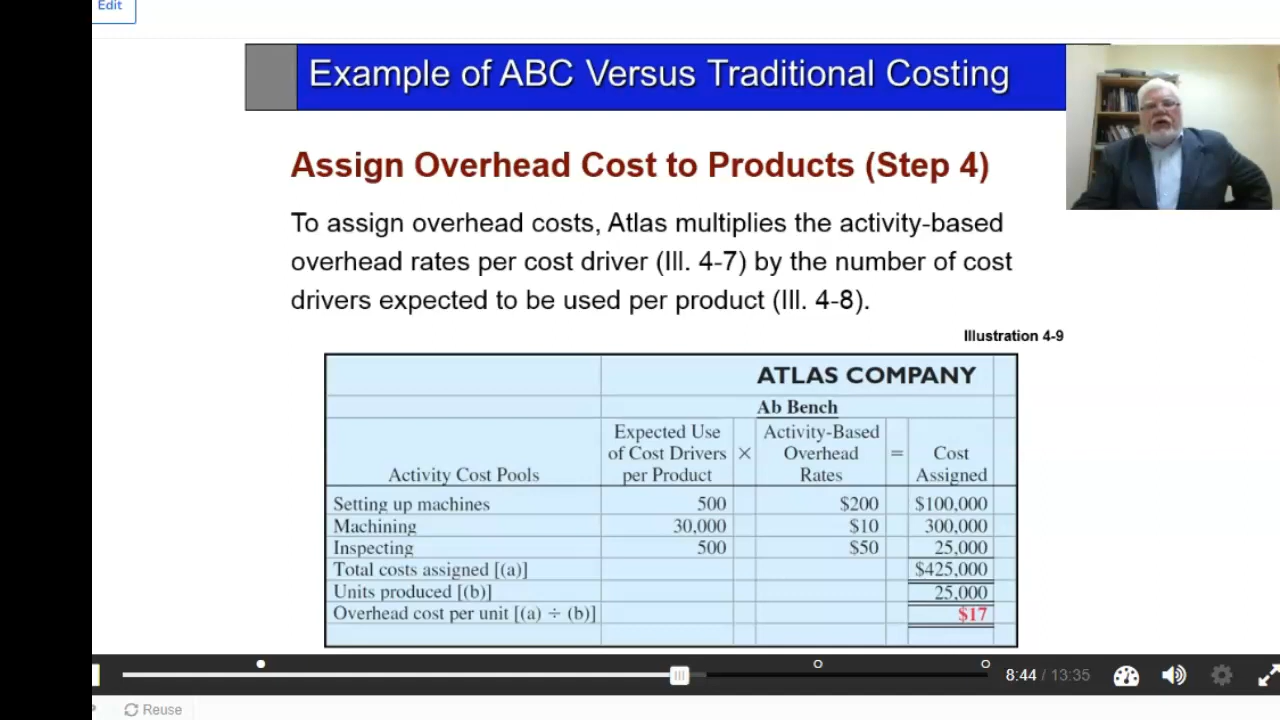 Edit
Example of ABC Versus Traditional Costing
Assign Overhead Cost to Products (Step 4)
To assign overhead costs, Atlas multiplies the activity-based
overhead rates per cost driver (Ill. 4-7) by the number of cost
drivers expected to be used per product (Ill. 4-8).
Illustration 4-9
ATLAS COMPANY
Ab Bench
Expected Use Activity-Based
of Cost Drivers × Overhead = Cost
Activity Cost Pools per Product Rates Assigned
Setting up machines 500 $200 $100,000
Machining 30,000 $10 300,000
Inspecting 500 $50 25,000
Total costs assigned [(a)] $425,000
Units produced [(b)] 25,000
Overhead cost per unit [(a) ÷ (b)] $17
8:44 / 13:35
Reuse